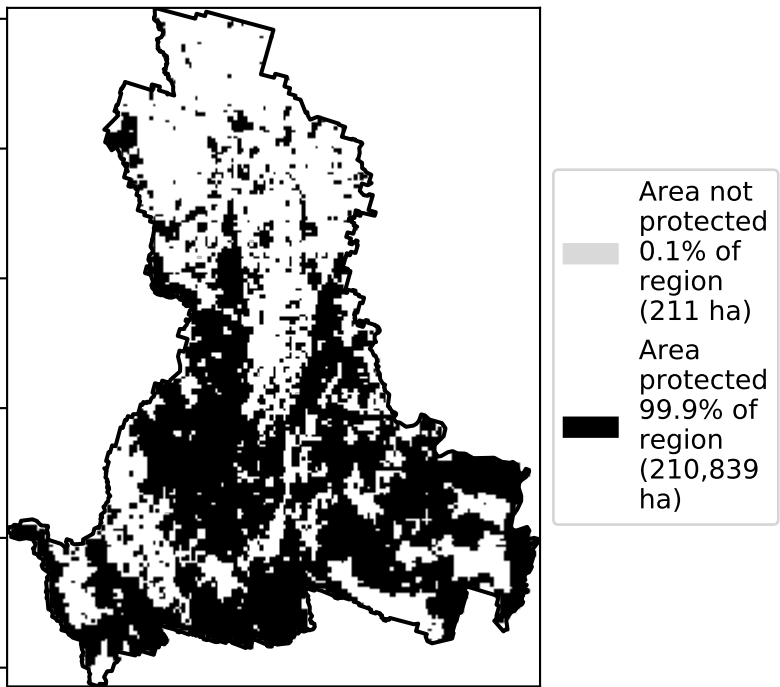 Area not
protected
0.1% of
region
(211 ha)
Area
protected
99.9% of
region
(210,839
ha)